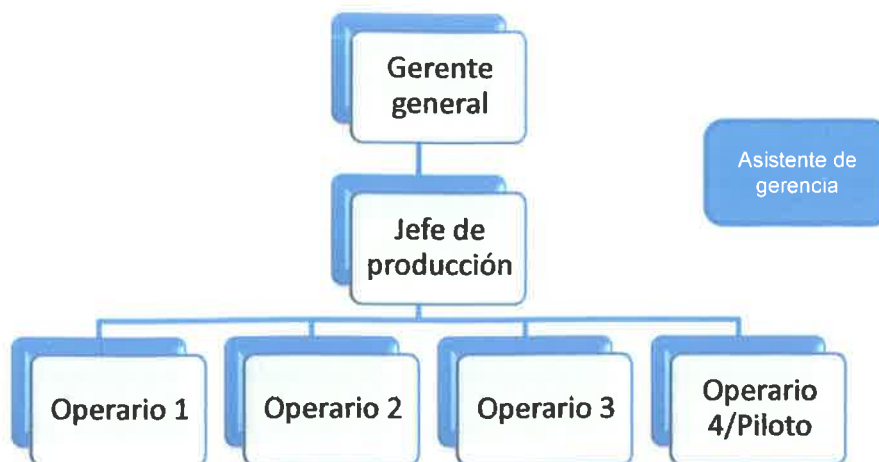 Gerente
general
Asistente de
gerencia
Jefe de
producción
Operario 1
Operario 2
Operario 3
Operario
4/Piloto